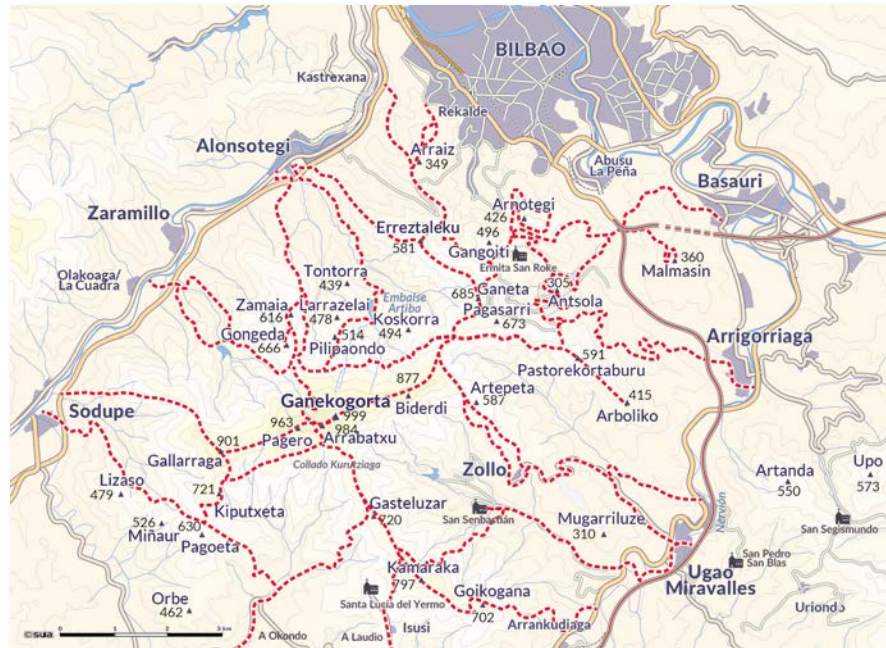 BILBAO
Kastrexana
Rekalde
Alonsotegi
Arraiz
349
Abusu
La Peña
Basauri
Zaramillo
Arnotegi
426
496
Erreztaleku
581
Gangoiti
Ermita San Roke
360
Malmasin
Olakoaga/
La Cuadra
Tontorra
439
Ganeta
685
305
Antsola
Embalse
Artiba
Zamaia
616
Larrazelai
478
Koskorra
494
Pagasarri
673
Gongeda
666
514
Pilipaondo
Arrigorriaga
591
Pastorekortaburu
877
Biderdi
Artepeta
587
415
Arboliko
Ganekogorta
999
963
984
Pagero
Arrabatxu
Sodupe
901
Gallarraga
Collado Kurutziaga
Zollo
Artanda
550
Upo
573
Lizaso
479
721
Kiputxeta
Gasteluzar
720
San Senbastián
Mugarriluze
310
Nervión
San Segismundo
526
Miñaur
630
Pagoeta
Kamaraka
797
Ugao
Miravalles
San Pedro
San Blas
Orbe
462
Santa Lucía del Yermo
Goikogana
702
Uriondo
Isusi
Arrankudiaga
©sua
0 1 2 3 km
A Okondo
A Laudio